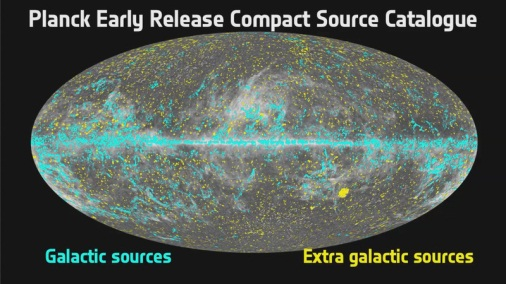 Planck Early Release Compact Source Catalogue
Galactic sources
Extra galactic sources